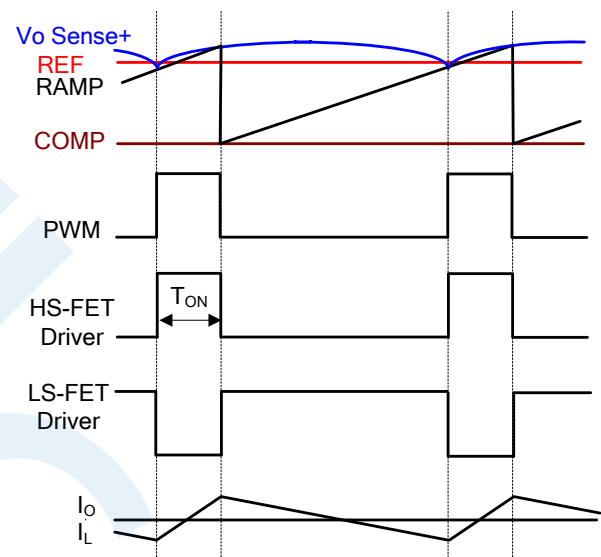 Vo Sense+
REF
RAMP
COMP
PWM
HS-FET
Driver
TON
LS-FET
Driver
IO
IL